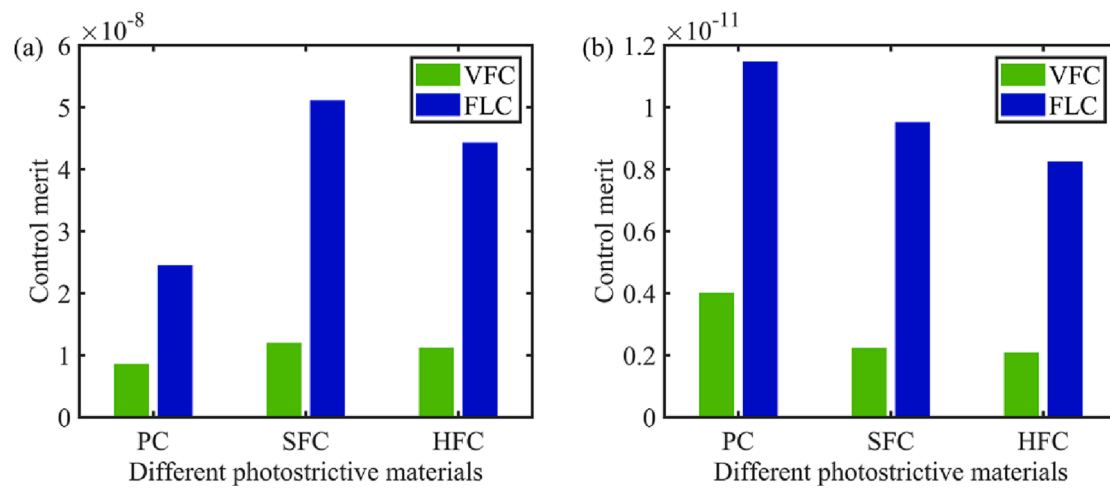 (a)
×10-8
6
5
4
3
2
1
0
Control merit
VFC
FLC
PC SFC HFC
Different photostrictive materials
(b)
×10-11
1.2
1
0.8
0.6
0.4
0.2
0
Control merit
VFC
FLC
PC SFC HFC
Different photostrictive materials